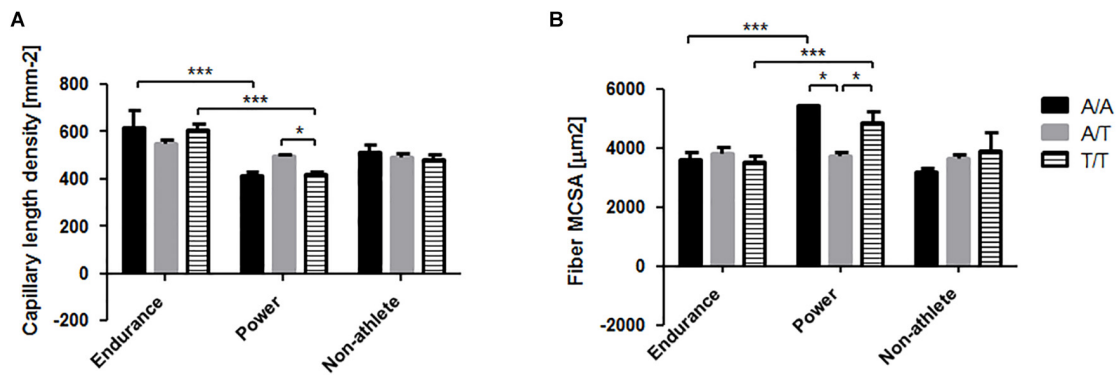 A
Capillary length density [mm-2]
800
600
400
200
0
-200
***
***
*
Endurance
Power
Non-athlete
B
Fiber MCSA [µm2]
6000
4000
2000
0
-2000
***
***
*
*
Endurance
Power
Non-athlete
A/A
A/T
T/T